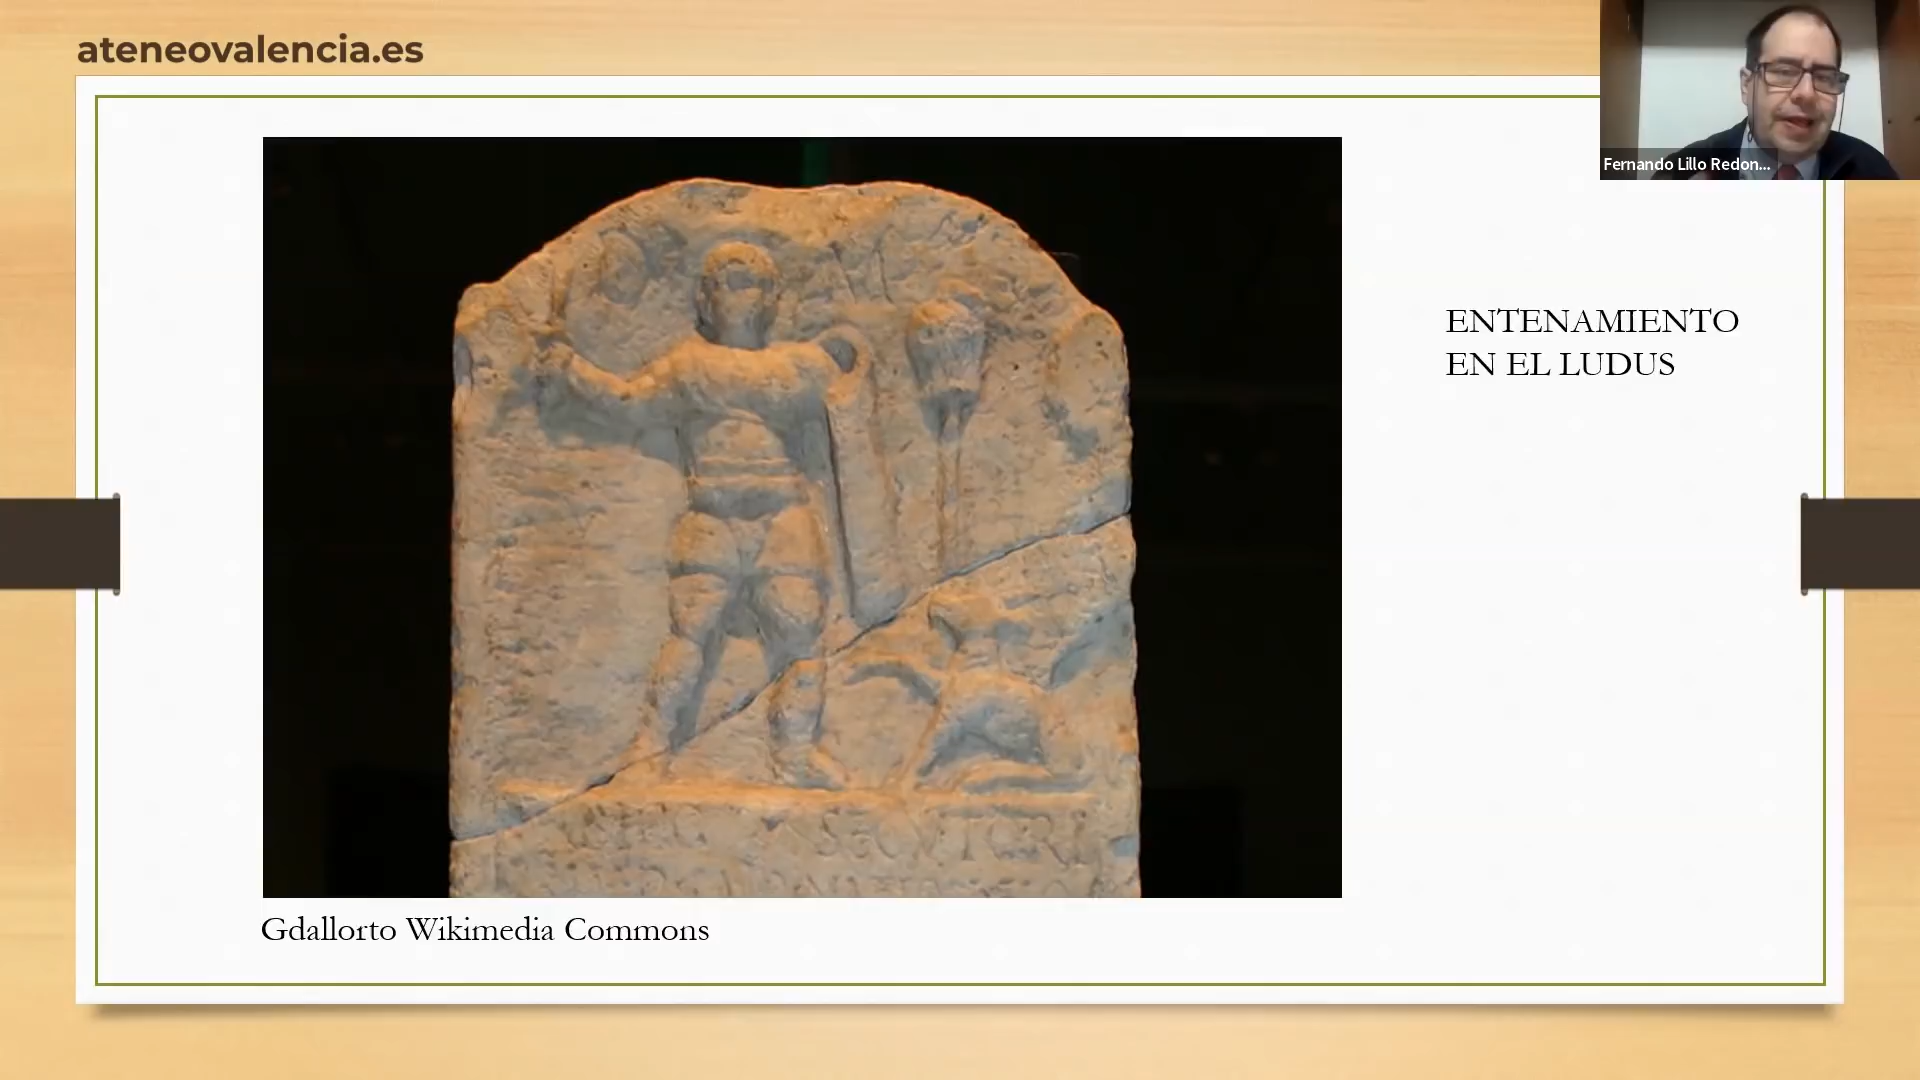 ateneovalencia.es
Fernando Lillo Redon...
ENTENAMIENTO
EN EL LUDUS
Gdallorto Wikimedia Commons